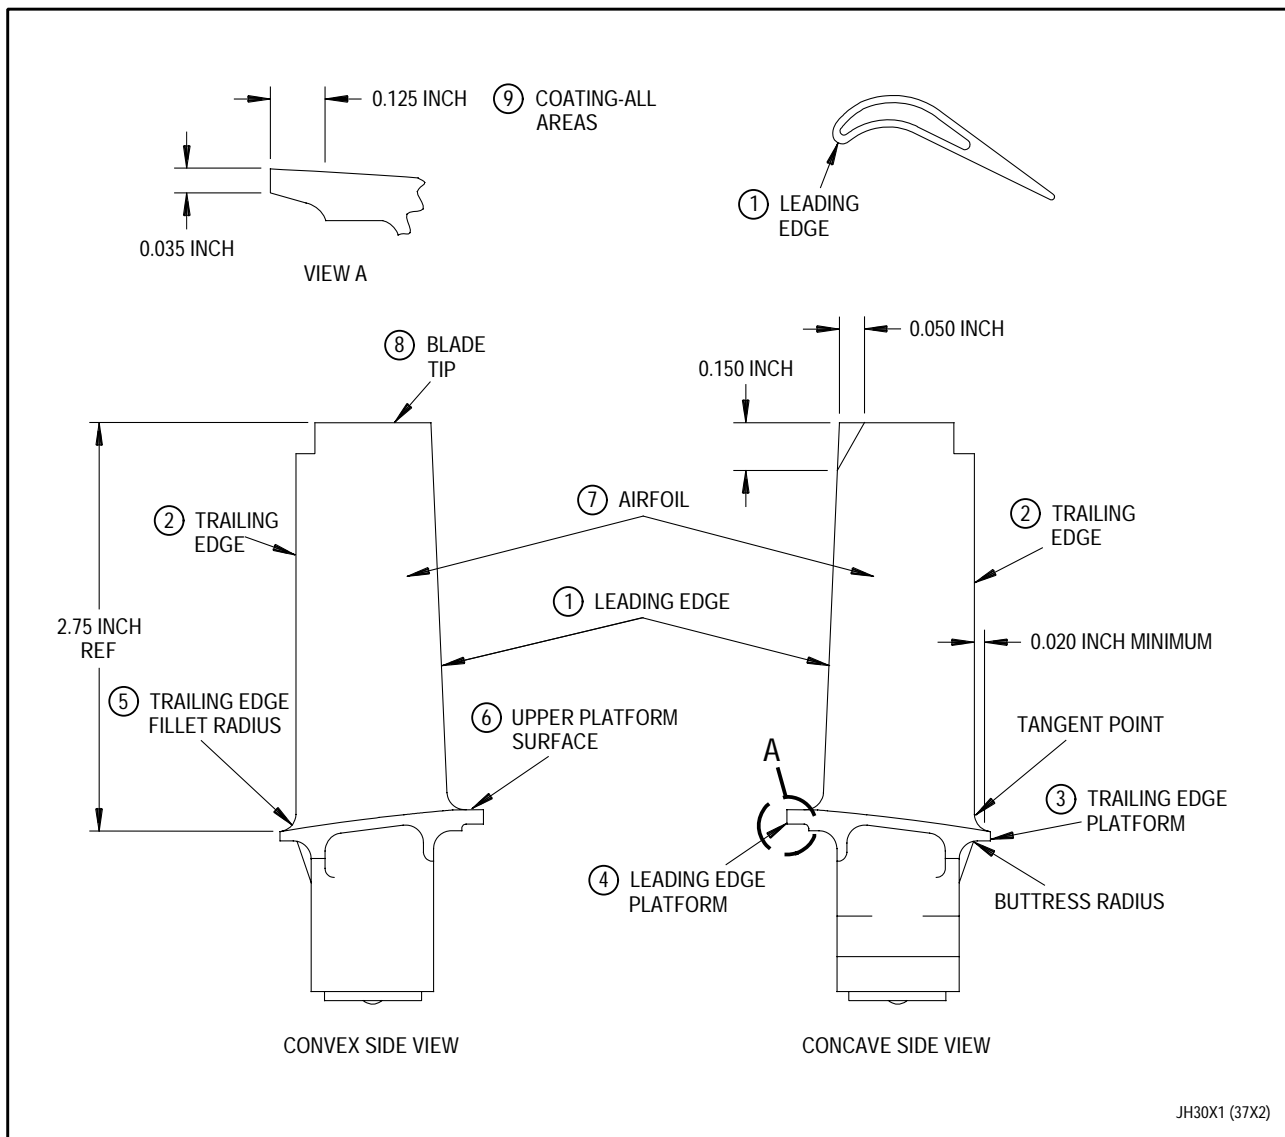 0.125 INCH
9 COATING-ALL
AREAS
0.035 INCH
VIEW A
1 LEADING
EDGE
8 BLADE
TIP
0.050 INCH
0.150 INCH
7 AIRFOIL
2 TRAILING
EDGE
2 TRAILING
EDGE
1 LEADING EDGE
2.75 INCH
REF
0.020 INCH MINIMUM
5 TRAILING EDGE
FILLET RADIUS
6 UPPER PLATFORM
SURFACE
TANGENT POINT
A
3 TRAILING EDGE
PLATFORM
4 LEADING EDGE
PLATFORM
BUTTRESS RADIUS
CONVEX SIDE VIEW
CONCAVE SIDE VIEW
JH30X1 (37X2)